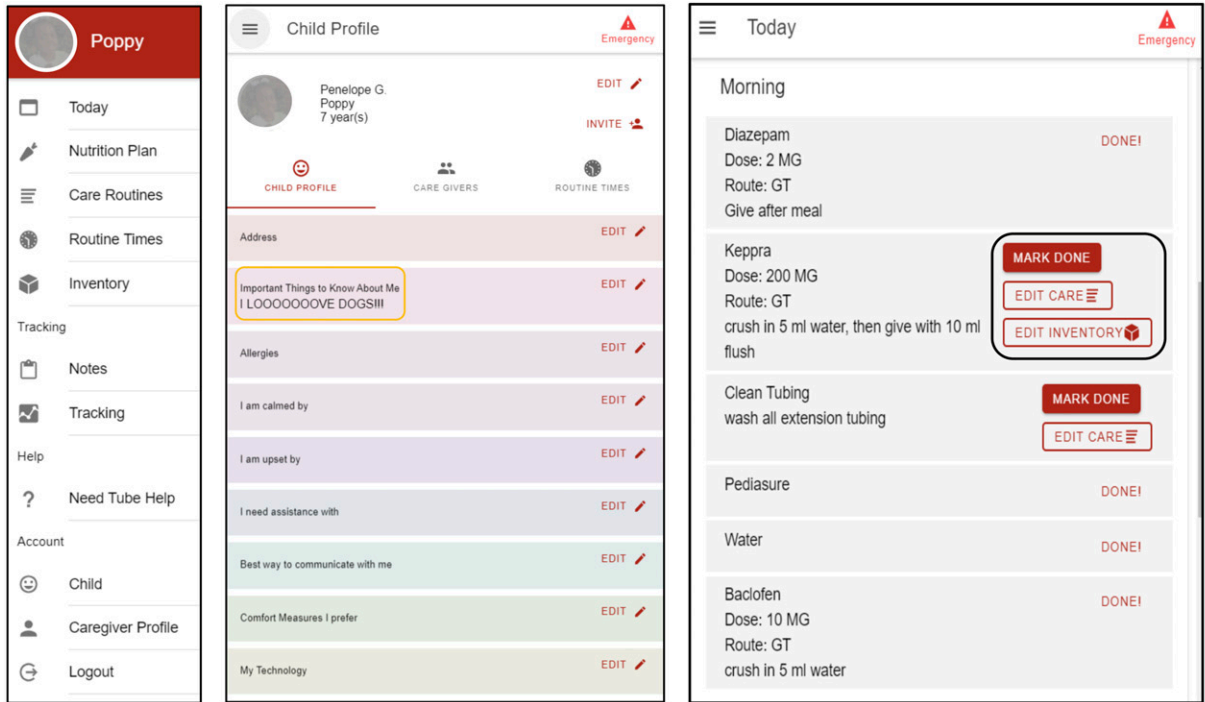 Poppy
Today
Nutrition Plan
Care Routines
Routine Times
Inventory
Tracking
Notes
Tracking
Help
Need Tube Help
Account
Child
Caregiver Profile
Logout
Child Profile
Emergency
Penelope G.
Poppy
7 year(s)
EDIT
INVITE
CHILD PROFILE
CARE GIVERS
ROUTINE TIMES
Address
EDIT
Important Things to Know About Me
I LOOOOOOOVE DOGS!!!
EDIT
Allergies
EDIT
I am calmed by
EDIT
I am upset by
EDIT
I need assistance with
EDIT
Best way to communicate with me
EDIT
Comfort Measures I prefer
EDIT
My Technology
EDIT
Today
Emergency
Morning
Diazepam
Dose: 2 MG
Route: GT
Give after meal
DONE!
Keppra
Dose: 200 MG
Route: GT
crush in 5 ml water, then give with 10 ml
flush
MARK DONE
EDIT CARE
EDIT INVENTORY
Clean Tubing
wash all extension tubing
MARK DONE
EDIT CARE
Pediasure
DONE!
Water
DONE!
Baclofen
Dose: 10 MG
Route: GT
crush in 5 ml water
DONE!